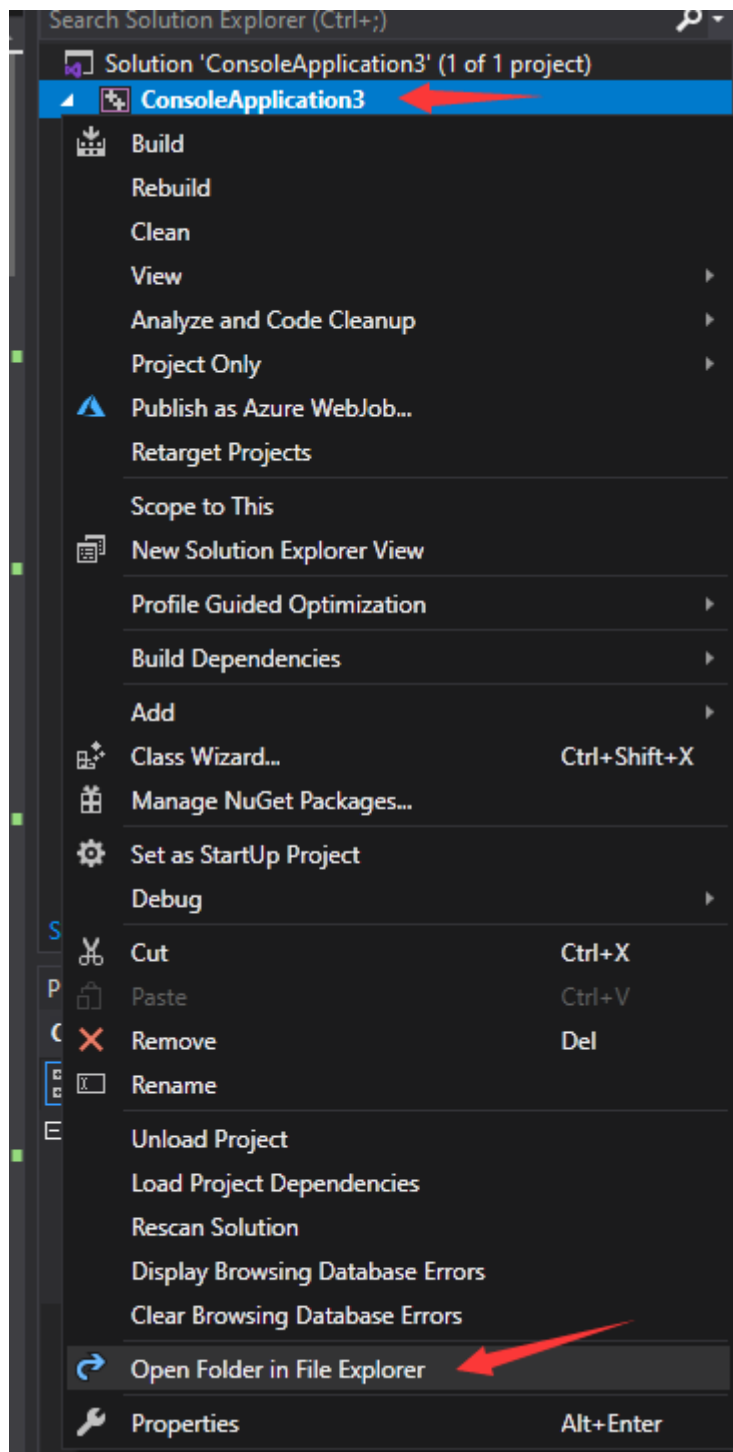 Search Solution Explorer (Ctrl+;)
Solution 'ConsoleApplication3' (1 of 1 project)
ConsoleApplication3
Build
Rebuild
Clean
View
Analyze and Code Cleanup
Project Only
Publish as Azure WebJob...
Retarget Projects
Scope to This
New Solution Explorer View
Profile Guided Optimization
Build Dependencies
Add
Class Wizard... Ctrl+Shift+X
Manage NuGet Packages...
Set as StartUp Project
Debug
Cut Ctrl+X
Paste Ctrl+V
Remove Del
Rename
Unload Project
Load Project Dependencies
Rescan Solution
Display Browsing Database Errors
Clear Browsing Database Errors
Open Folder in File Explorer
Properties Alt+Enter